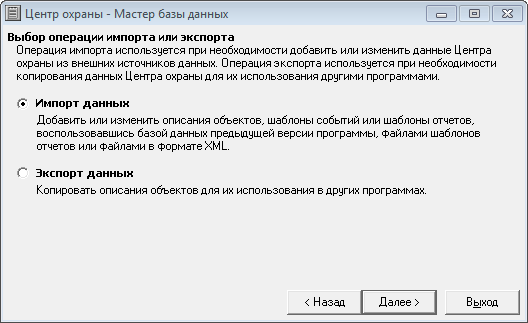 Центр охраны - Мастер базы данных
Выбор операции импорта или экспорта
Операция импорта используется при необходимости добавить или изменить данные Центра
охраны из внешних источников данных. Операция экспорта используется при необходимости
копирования данных Центра охраны для их использования другими программами.
Импорт данных
Добавить или изменить описания объектов, шаблоны событий или шаблоны отчетов,
воспользовавшись базой данных предыдущей версии программы, файлами шаблонов
отчетов или файлами в формате XML.
Экспорт данных
Копировать описания объектов для их использования в других программах.
< Назад Далее > Выход